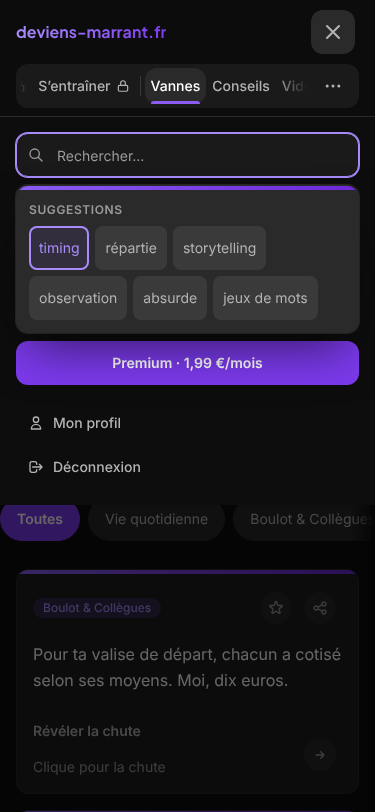 deviens-marrant.fr
S'entraîner Vannes Conseils Vid
Rechercher...
SUGGESTIONS
timing répartie storytelling
observation absurde jeux de mots
Premium · 1,99 €/mois
Mon profil
Déconnexion
Toutes Vie quotidienne Boulot & Collègues
Boulot & Collègues
Pour ta valise de départ, chacun a cotisé
selon ses moyens. Moi, dix euros.
Révéler la chute
Clique pour la chute